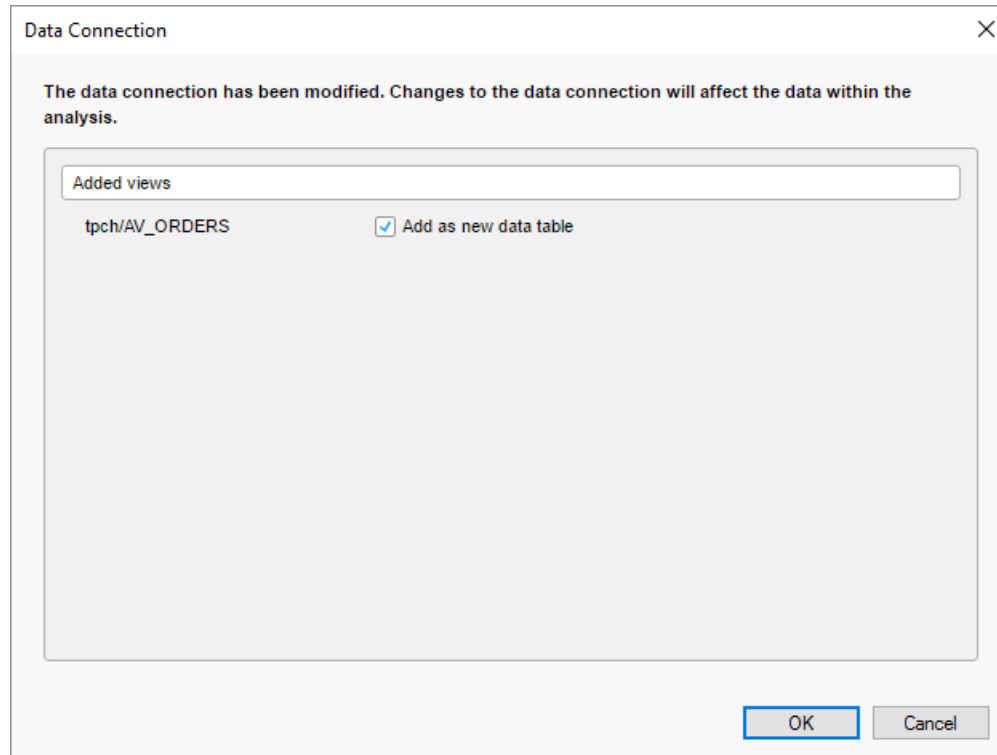 Data Connection
The data connection has been modified. Changes to the data connection will affect the data within the
analysis.
Added views
tpch/AV_ORDERS Add as new data table
OK Cancel